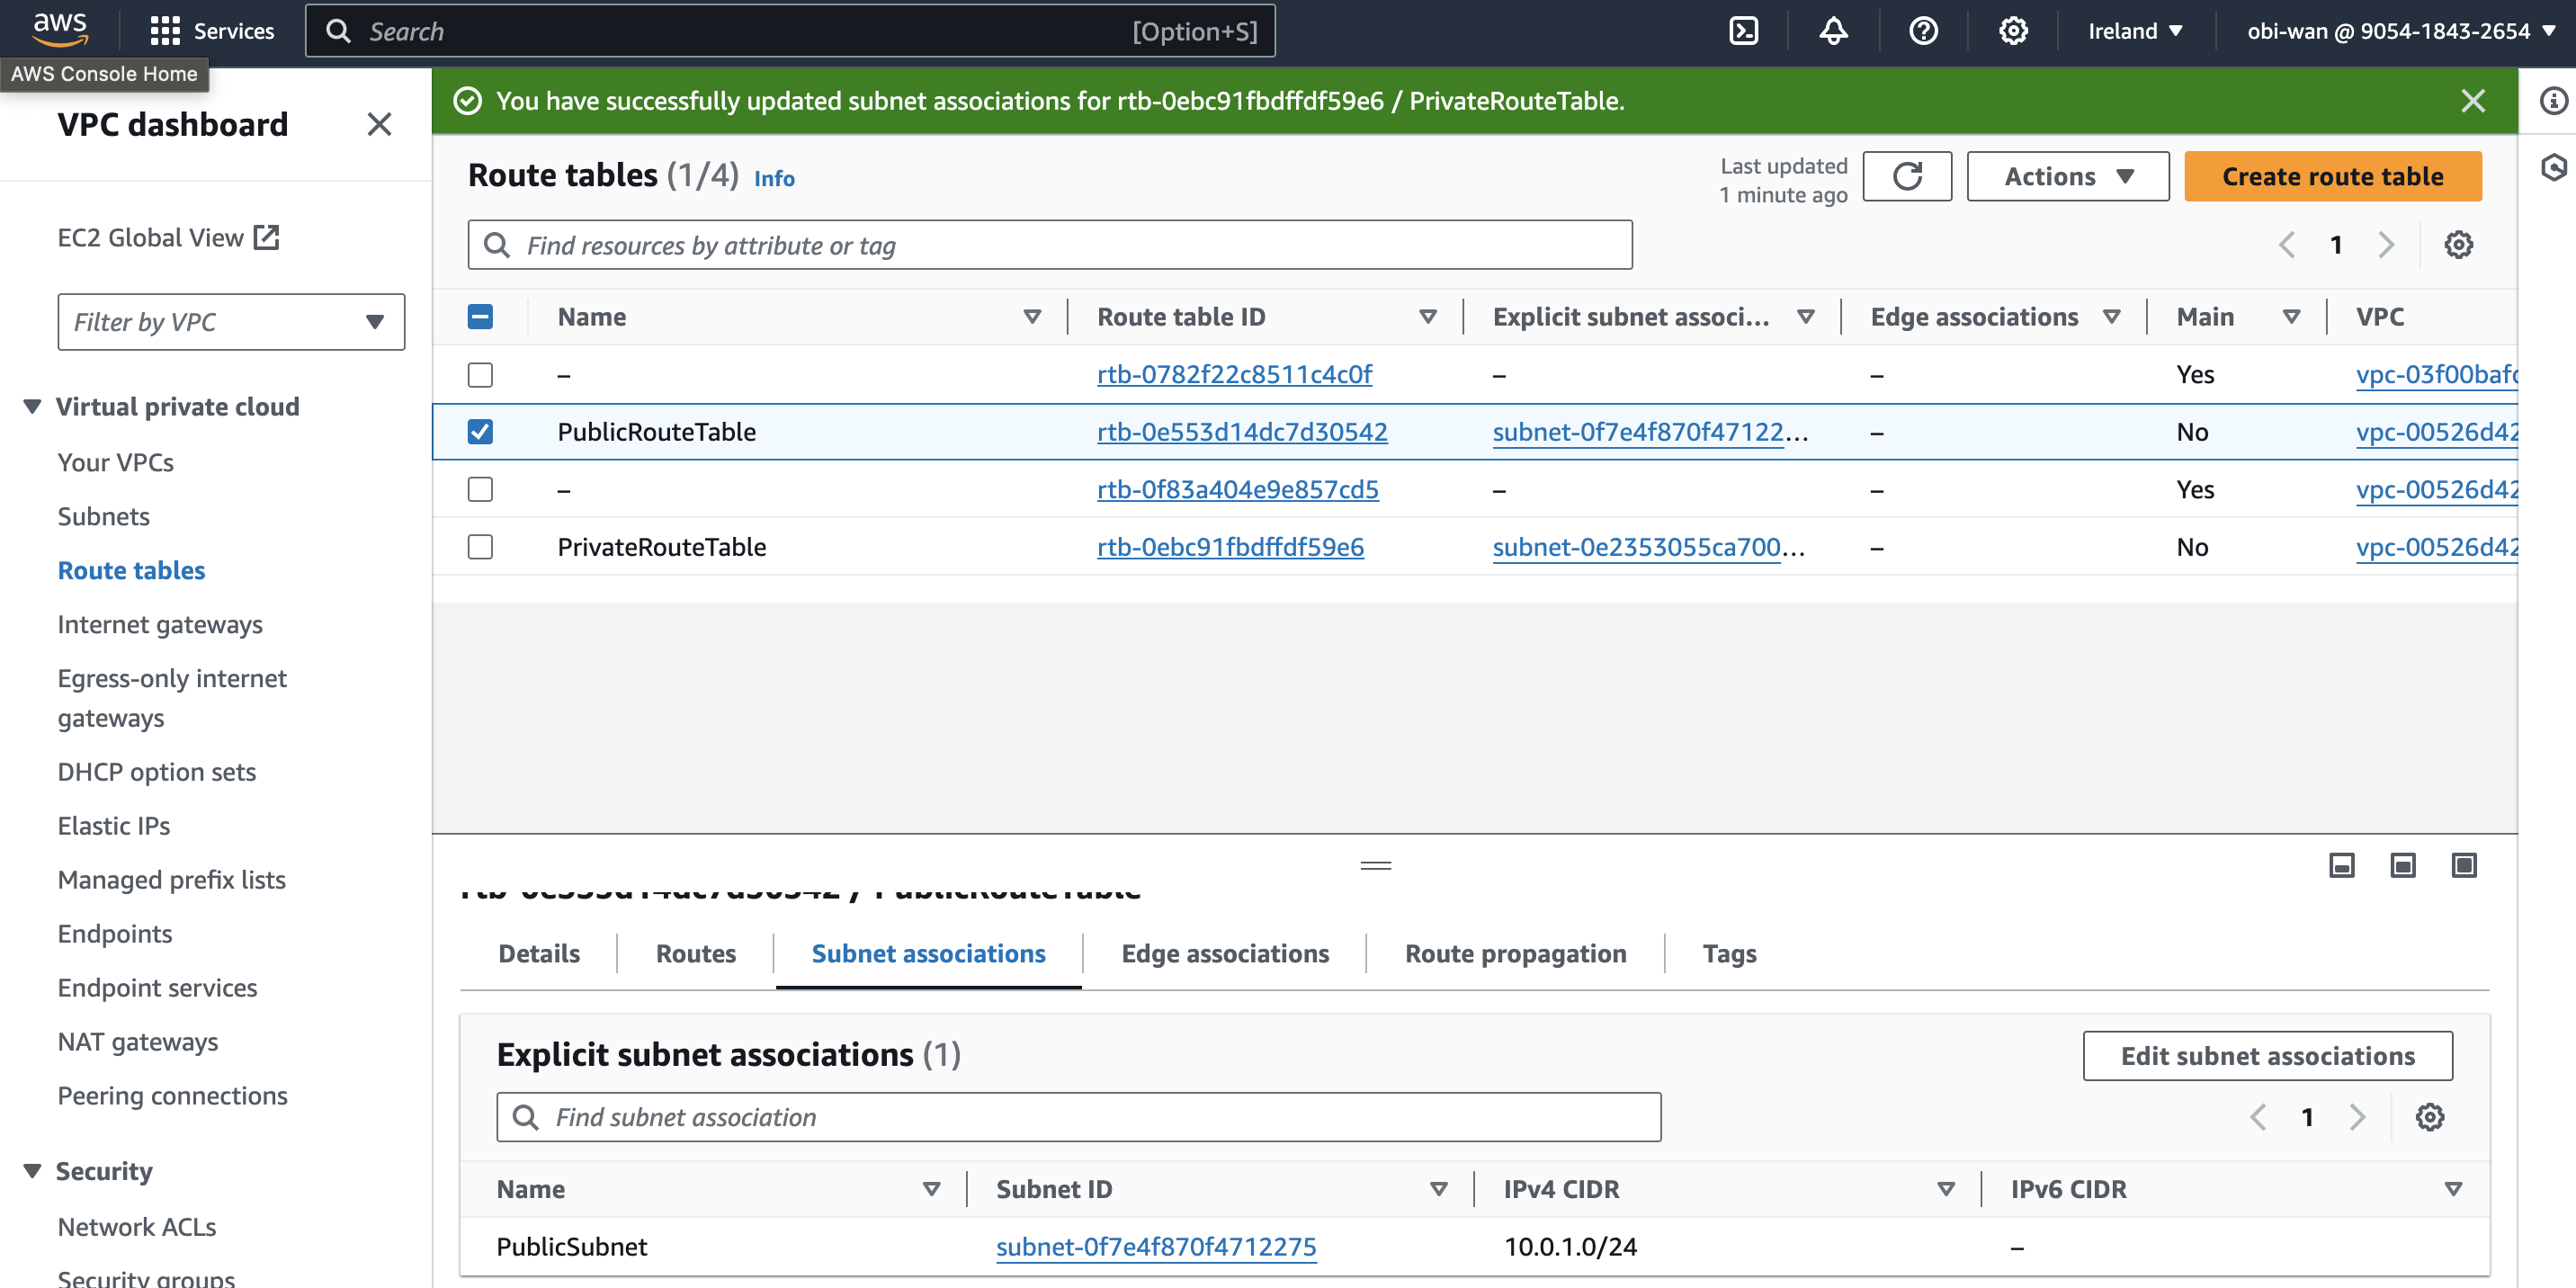 aws
Services
Search
[Option+S]
Ireland
obi-wan @ 9054-1843-2654
AWS Console Home
VPC dashboard
EC2 Global View
Filter by VPC
Virtual private cloud
Your VPCs
Subnets
Route tables
Internet gateways
Egress-only internet
gateways
DHCP option sets
Elastic IPs
Managed prefix lists
Endpoints
Endpoint services
NAT gateways
Peering connections
Security
Network ACLs
Security groups
You have successfully updated subnet associations for rtb-0ebc91fbdffdf59e6 / PrivateRouteTable.
Route tables (1/4) Info
Last updated
1 minute ago
Actions
Create route table
Find resources by attribute or tag
1
Name Route table ID Explicit subnet associ... Edge associations Main VPC
– rtb-0782f22c8511c4c0f – – Yes vpc-03f00bafc
PublicRouteTable rtb-0e553d14dc7d30542 subnet-0f7e4f870f47122... – No vpc-00526d42
– rtb-0f83a404e9e857cd5 – – Yes vpc-00526d42
PrivateRouteTable rtb-0ebc91fbdffdf59e6 subnet-0e2353055ca700... – No vpc-00526d42
rtb-0e553d14dc7d30542 / PublicRouteTable
Details Routes Subnet associations Edge associations Route propagation Tags
Explicit subnet associations (1)
Edit subnet associations
Find subnet association
1
Name Subnet ID IPv4 CIDR IPv6 CIDR
PublicSubnet subnet-0f7e4f870f4712275 10.0.1.0/24 –